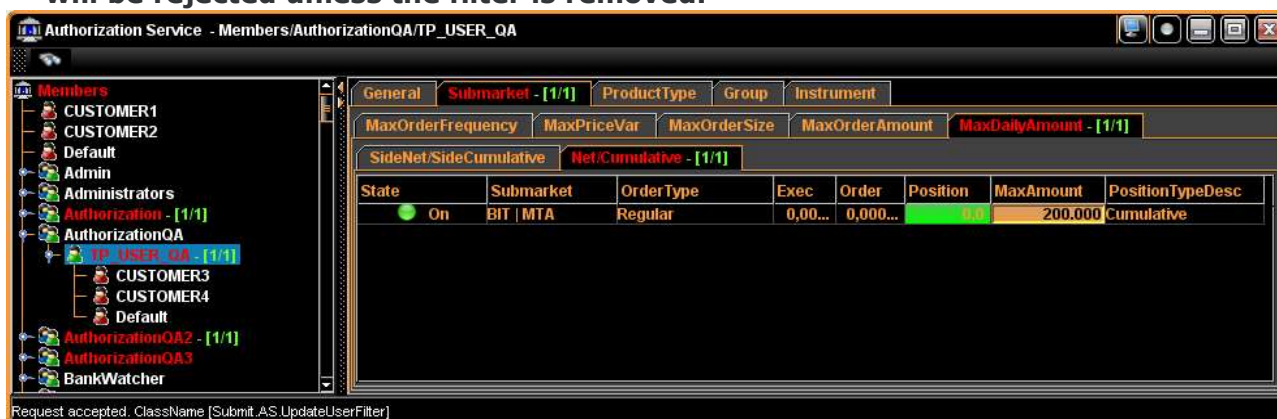 will be rejected unless the filter is removed.
Authorization Service - Members/AuthorizationQA/TP_USER_QA
Members
CUSTOMER1
CUSTOMER2
Default
Admin
Administrators
Authorization - [1/1]
AuthorizationQA
TP_USER_QA - [1/1]
CUSTOMER3
CUSTOMER4
Default
AuthorizationQA2 - [1/1]
AuthorizationQA3
BankWatcher
General Submarket - [1/1] ProductType Group Instrument
MaxOrderFrequency MaxPriceVar MaxOrderSize MaxOrderAmount MaxDailyAmount - [1/1]
SideNet/SideCumulative Net/Cumulative - [1/1]
State Submarket OrderType Exec Order Position MaxAmount PositionTypeDesc
On BIT | MTA Regular 0,00... 0,000... 0,0 200.000 Cumulative
Request accepted. ClassName [Submit.AS.UpdateUserFilter]